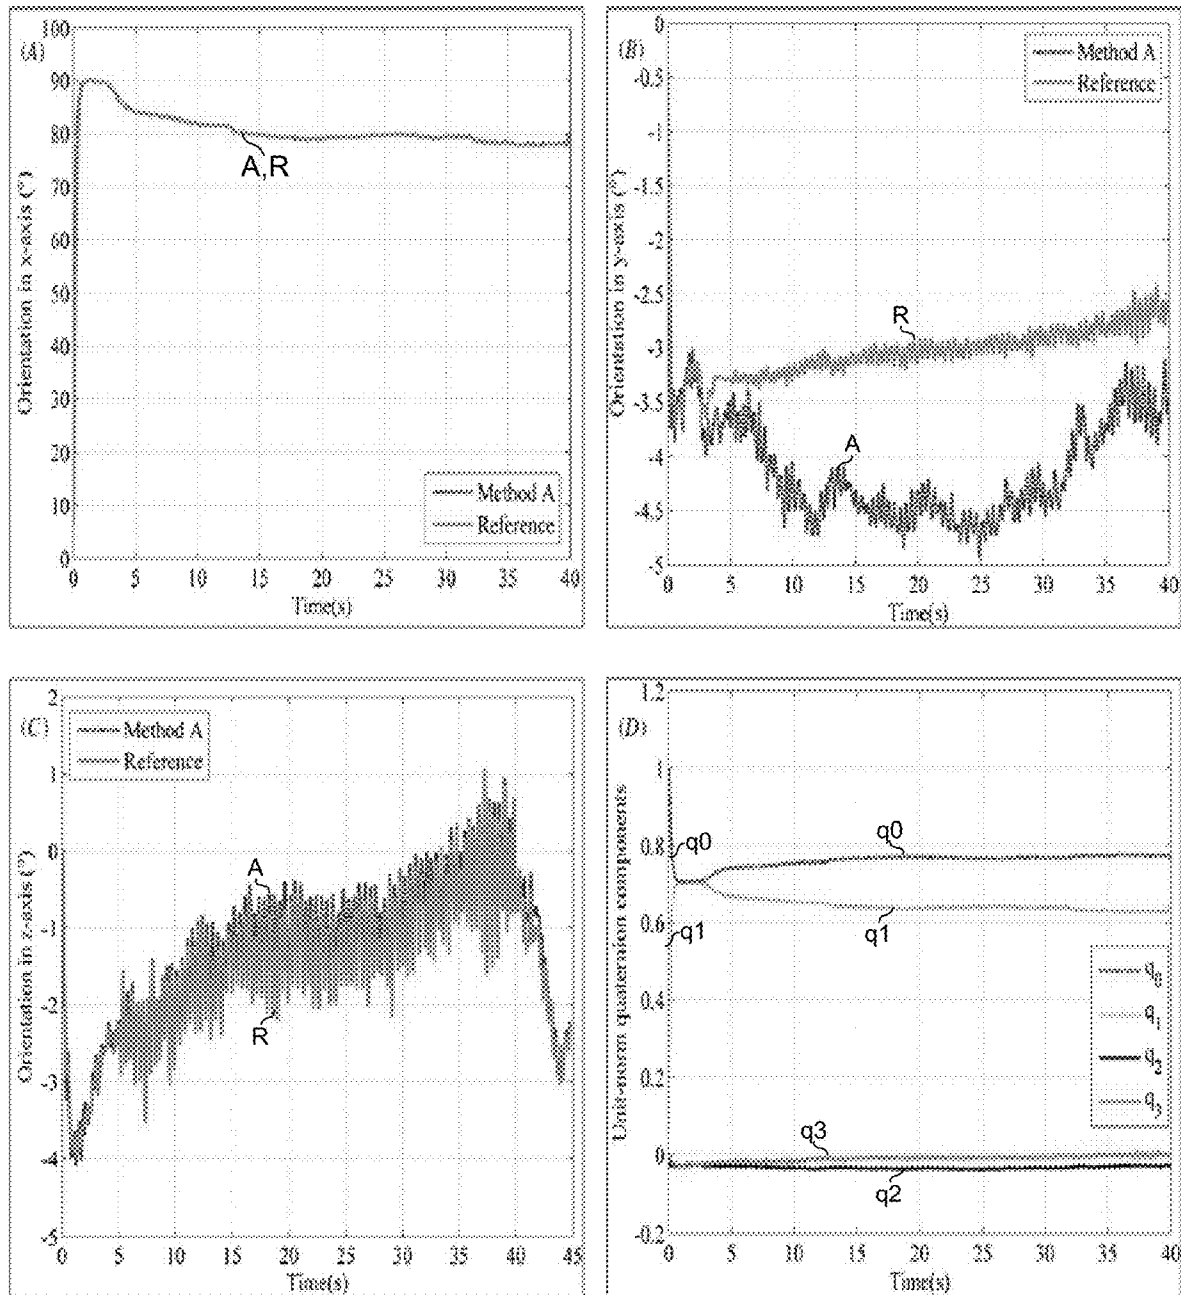 (A)
Orientation in x-axis (°)
100
90
80
70
60
50
40
30
20
10
0
A,R
Method A
Reference
0 5 10 15 20 25 30 35 40
Time(s)
(B)
Orientation in y-axis (°)
0
-0.5
-1
-1.5
-2
-2.5
-3
-3.5
-4
-4.5
-5
Method A
Reference
R
A
0 5 10 15 20 25 30 35 40
Time(s)
(C)
Orientation in z-axis (°)
2
1
0
-1
-2
-3
-4
-5
Method A
Reference
A
R
0 5 10 15 20 25 30 35 40 45
Time(s)
(D)
Unit-norm quaternion components
1.2
1
0.8
0.6
0.4
0.2
0
-0.2
q0
q0
q1
q1
q3
q2
q0
q1
q2
q3
0 5 10 15 20 25 30 35 40
Time(s)